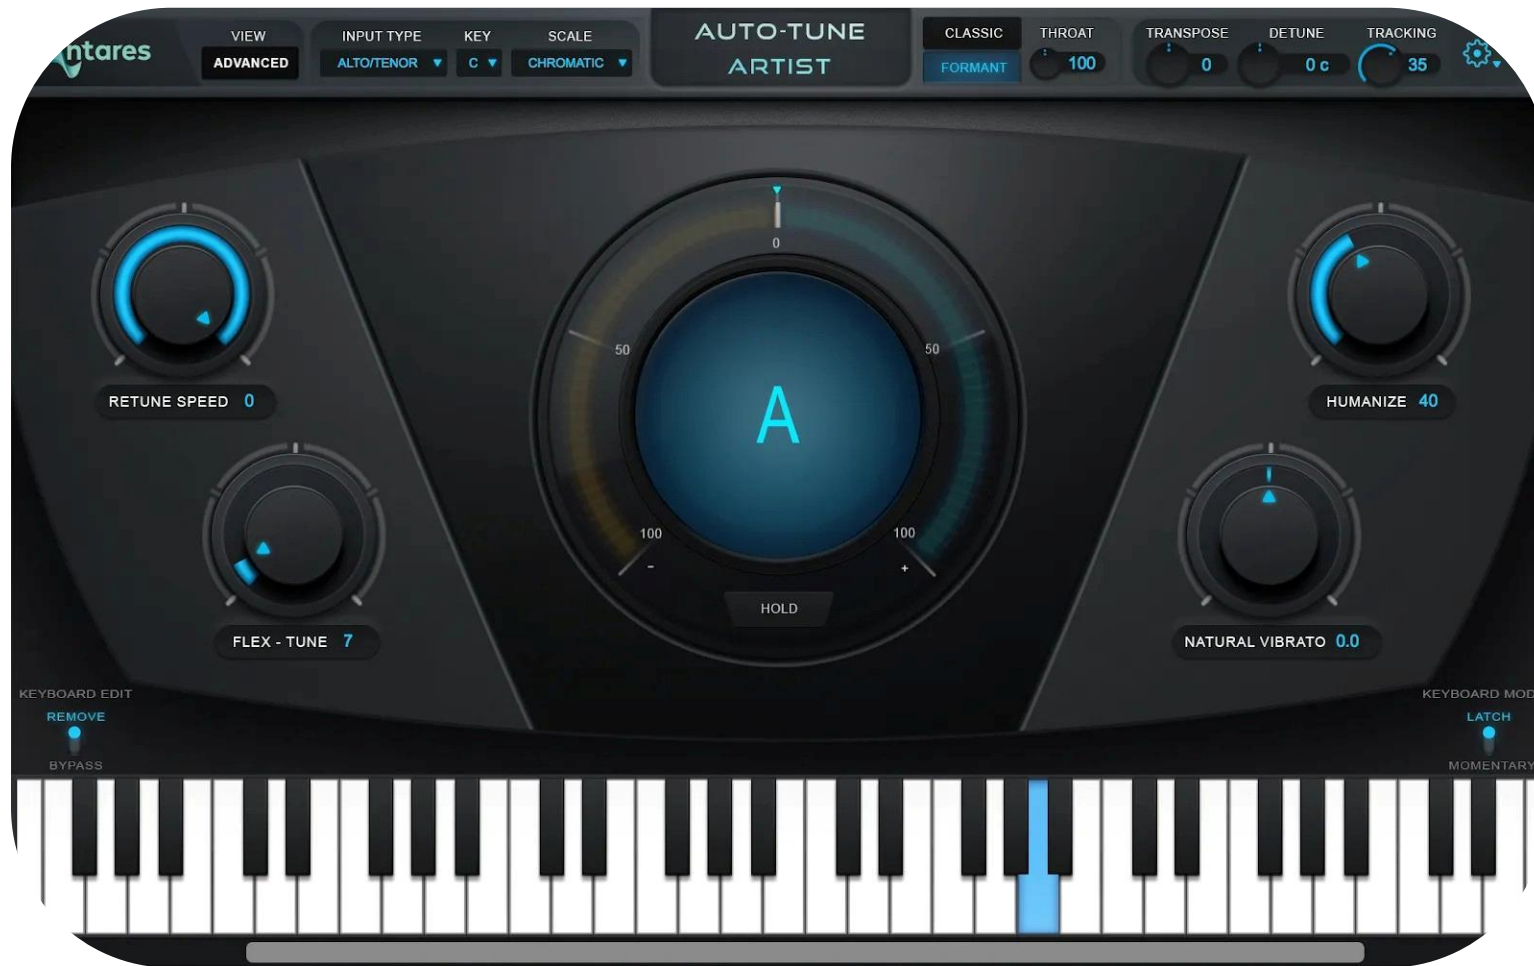 ntares
VIEW
ADVANCED
INPUT TYPE
ALTO/TENOR
KEY
C
SCALE
CHROMATIC
AUTO-TUNE
ARTIST
CLASSIC
FORMANT
THROAT
100
TRANSPOSE
0
DETUNE
0 c
TRACKING
35
0
50
50
100
100
-
+
A
HOLD
RETUNE SPEED 0
FLEX - TUNE 7
HUMANIZE 40
NATURAL VIBRATO 0.0
KEYBOARD EDIT
REMOVE
BYPASS
KEYBOARD MOD
LATCH
MOMENTARY